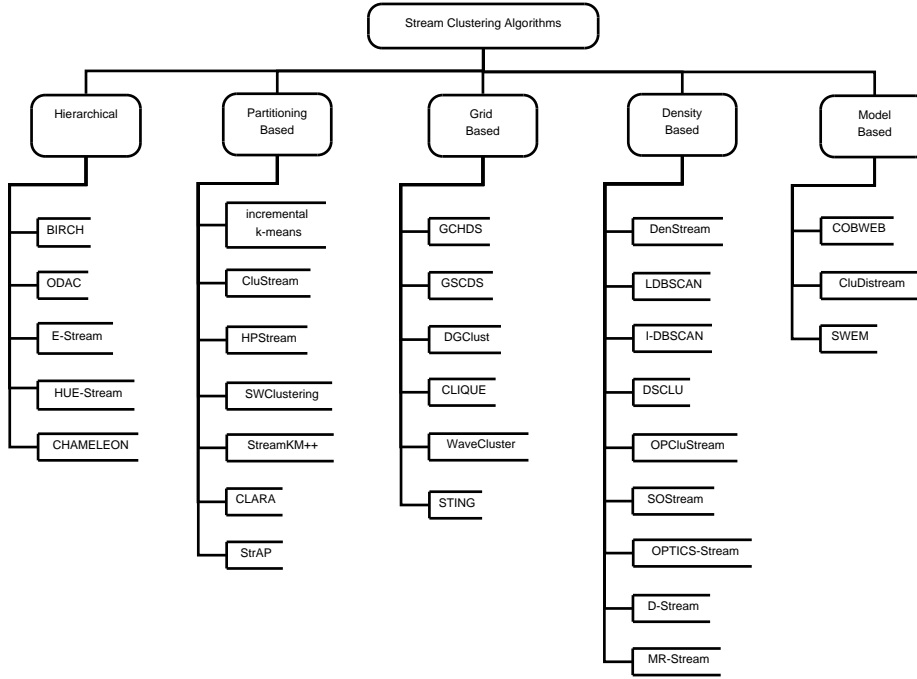 Stream Clustering Algorithms
Hierarchical
BIRCH
ODAC
E-Stream
HUE-Stream
CHAMELEON
Partitioning
Based
incremental
k-means
CluStream
HPStream
SWClustering
StreamKM++
CLARA
StrAP
Grid
Based
GCHDS
GSCDS
DGClust
CLIQUE
WaveCluster
STING
Density
Based
DenStream
LDBSCAN
I-DBSCAN
DSCLU
OPCluStream
SOStream
OPTICS-Stream
D-Stream
MR-Stream
Model
Based
COBWEB
CluDistream
SWEM